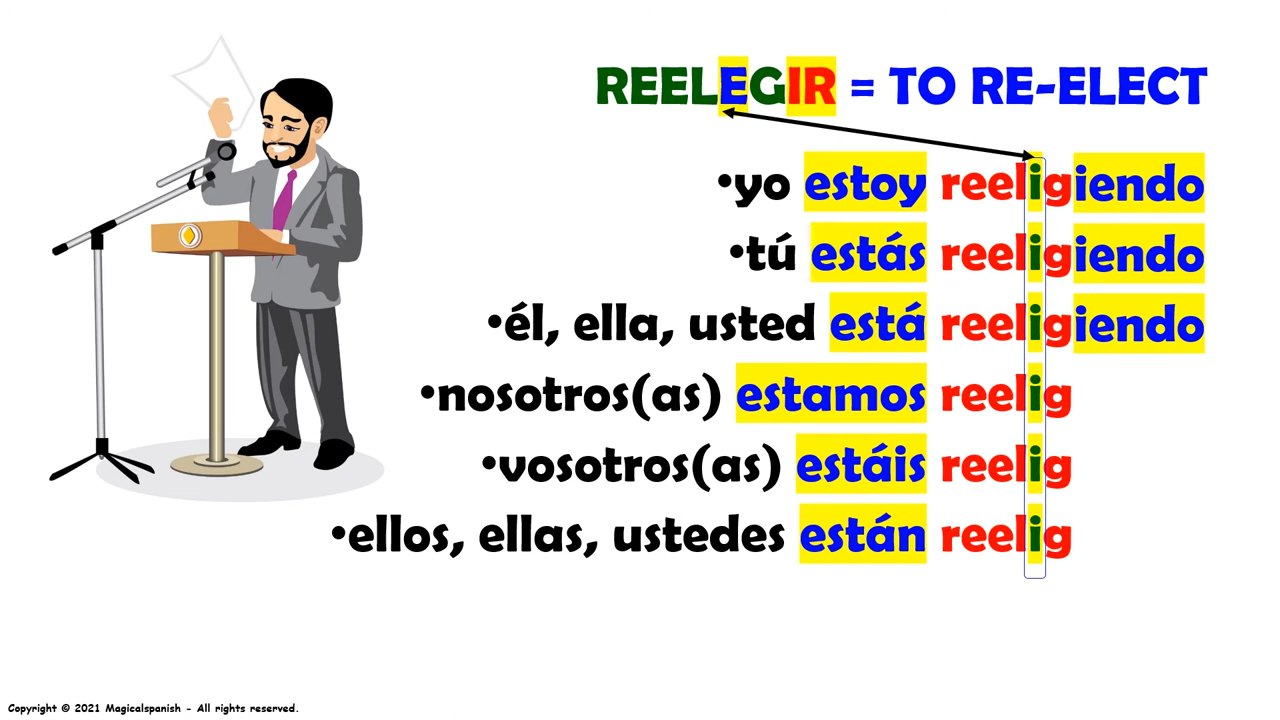 REELEGIR = TO RE-ELECT
•yo estoy reeligiendo
•tú estás reeligiendo
•él, ella, usted está reeligiendo
•nosotros(as) estamos reelig
•vosotros(as) estáis reelig
•ellos, ellas, ustedes están reelig
Copyright © 2021 Magicalspanish - All rights reserved.